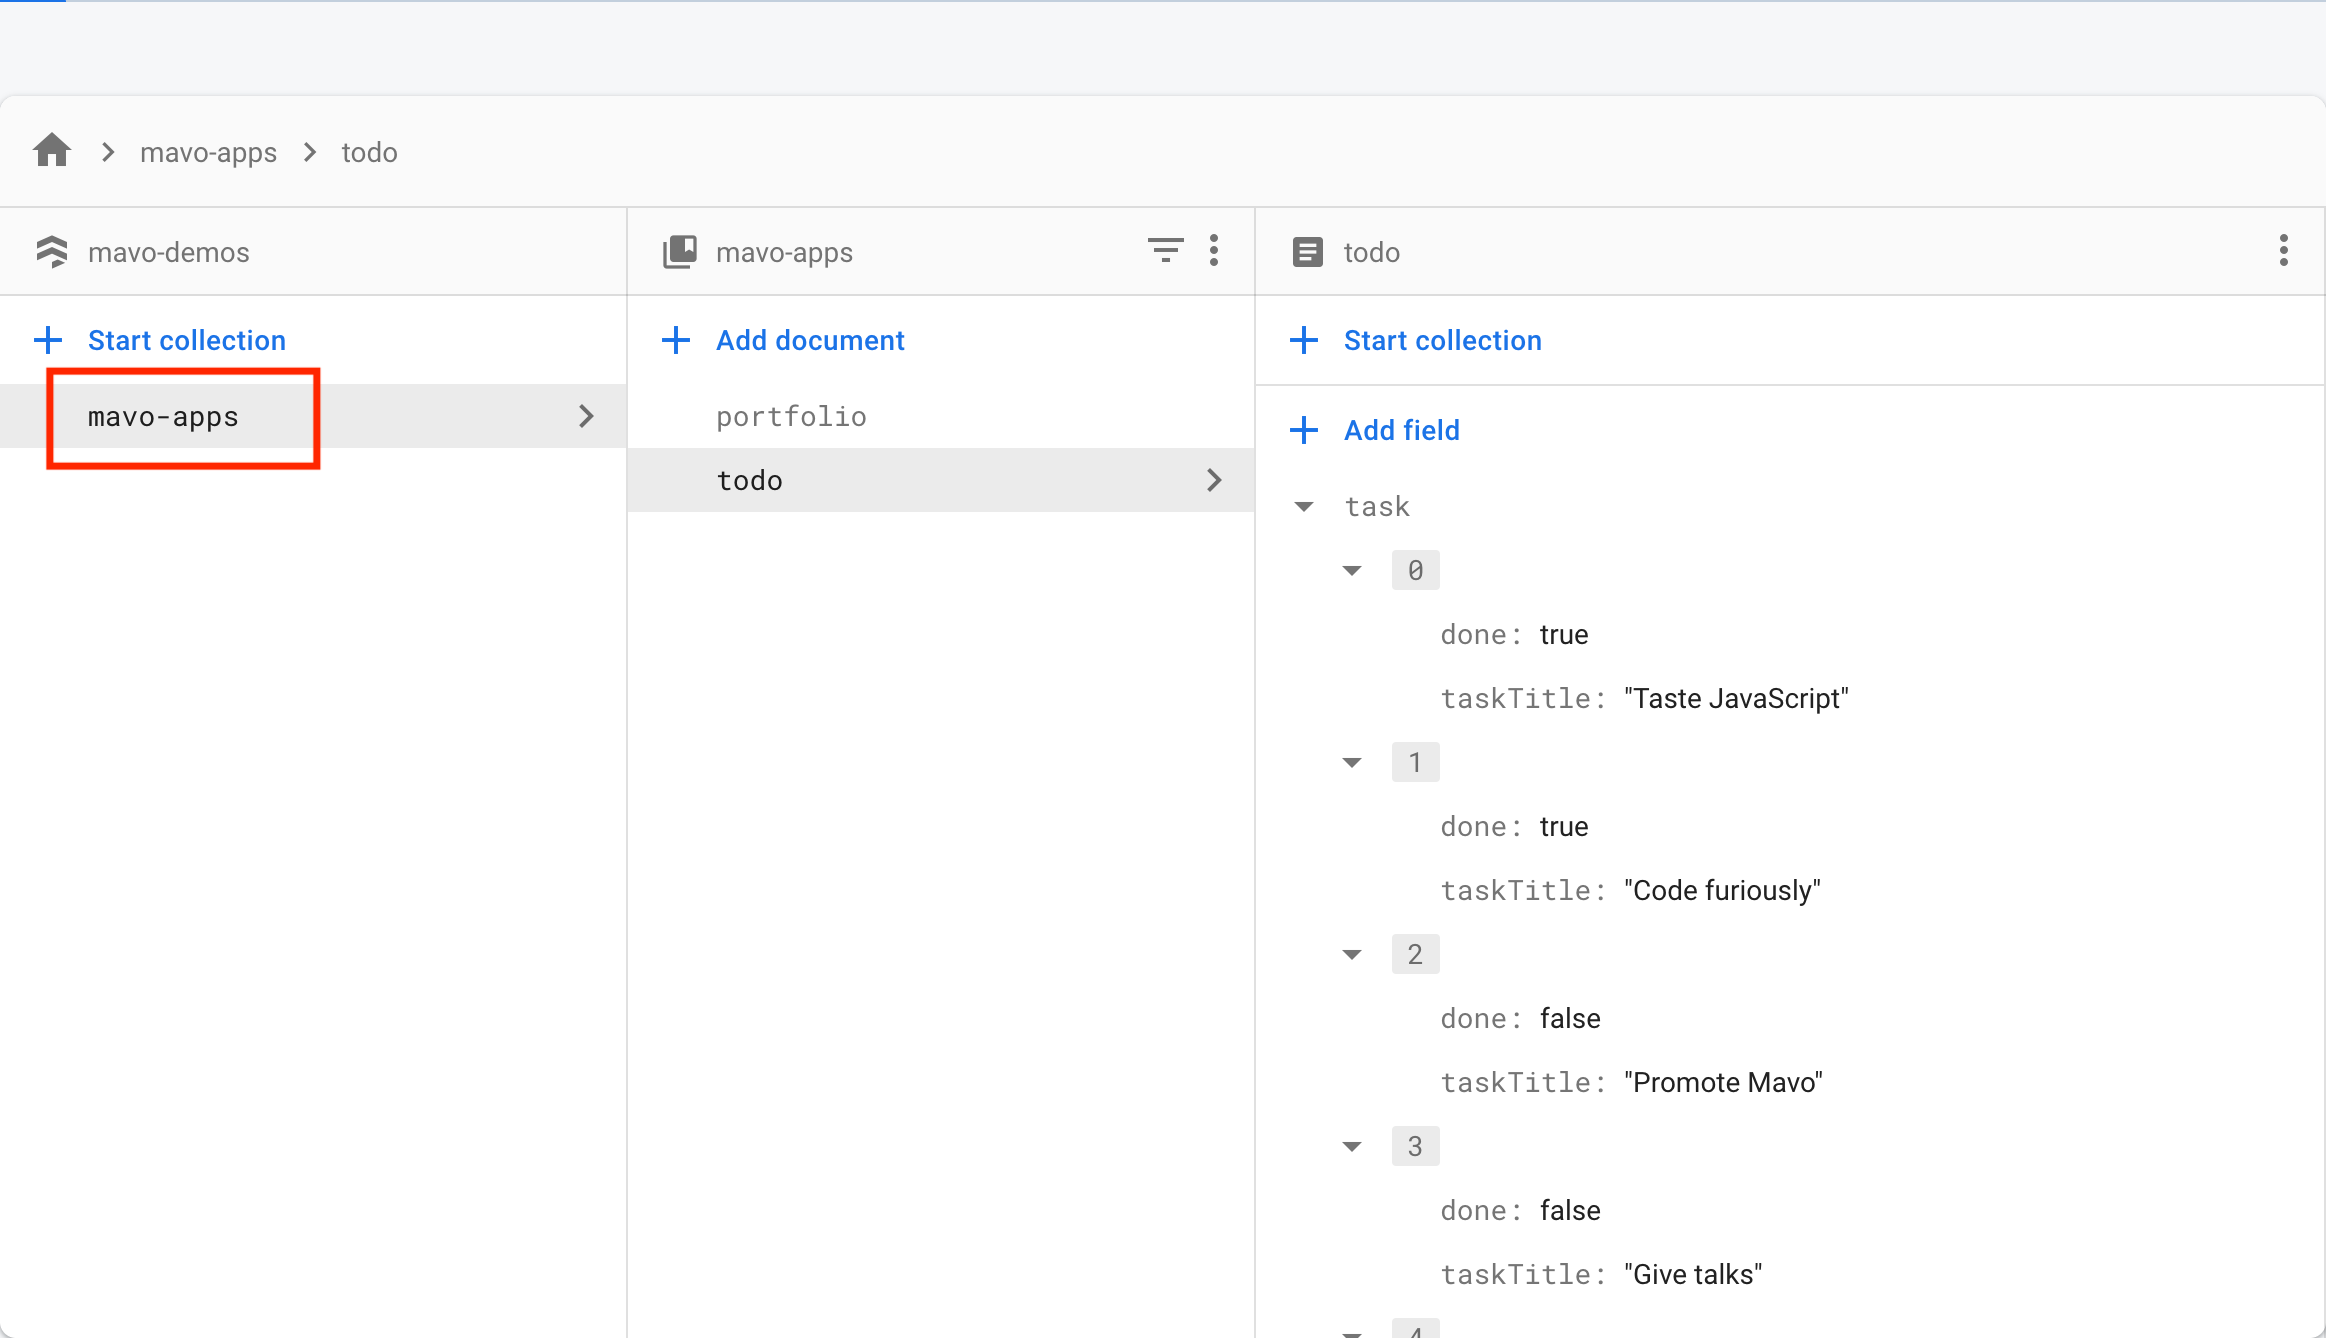 mavo-apps > todo
mavo-demos
Start collection
mavo-apps
mavo-apps
Add document
portfolio
todo
todo
Start collection
Add field
task
0
done: true
taskTitle: "Taste JavaScript"
1
done: true
taskTitle: "Code furiously"
2
done: false
taskTitle: "Promote Mavo"
3
done: false
taskTitle: "Give talks"
4